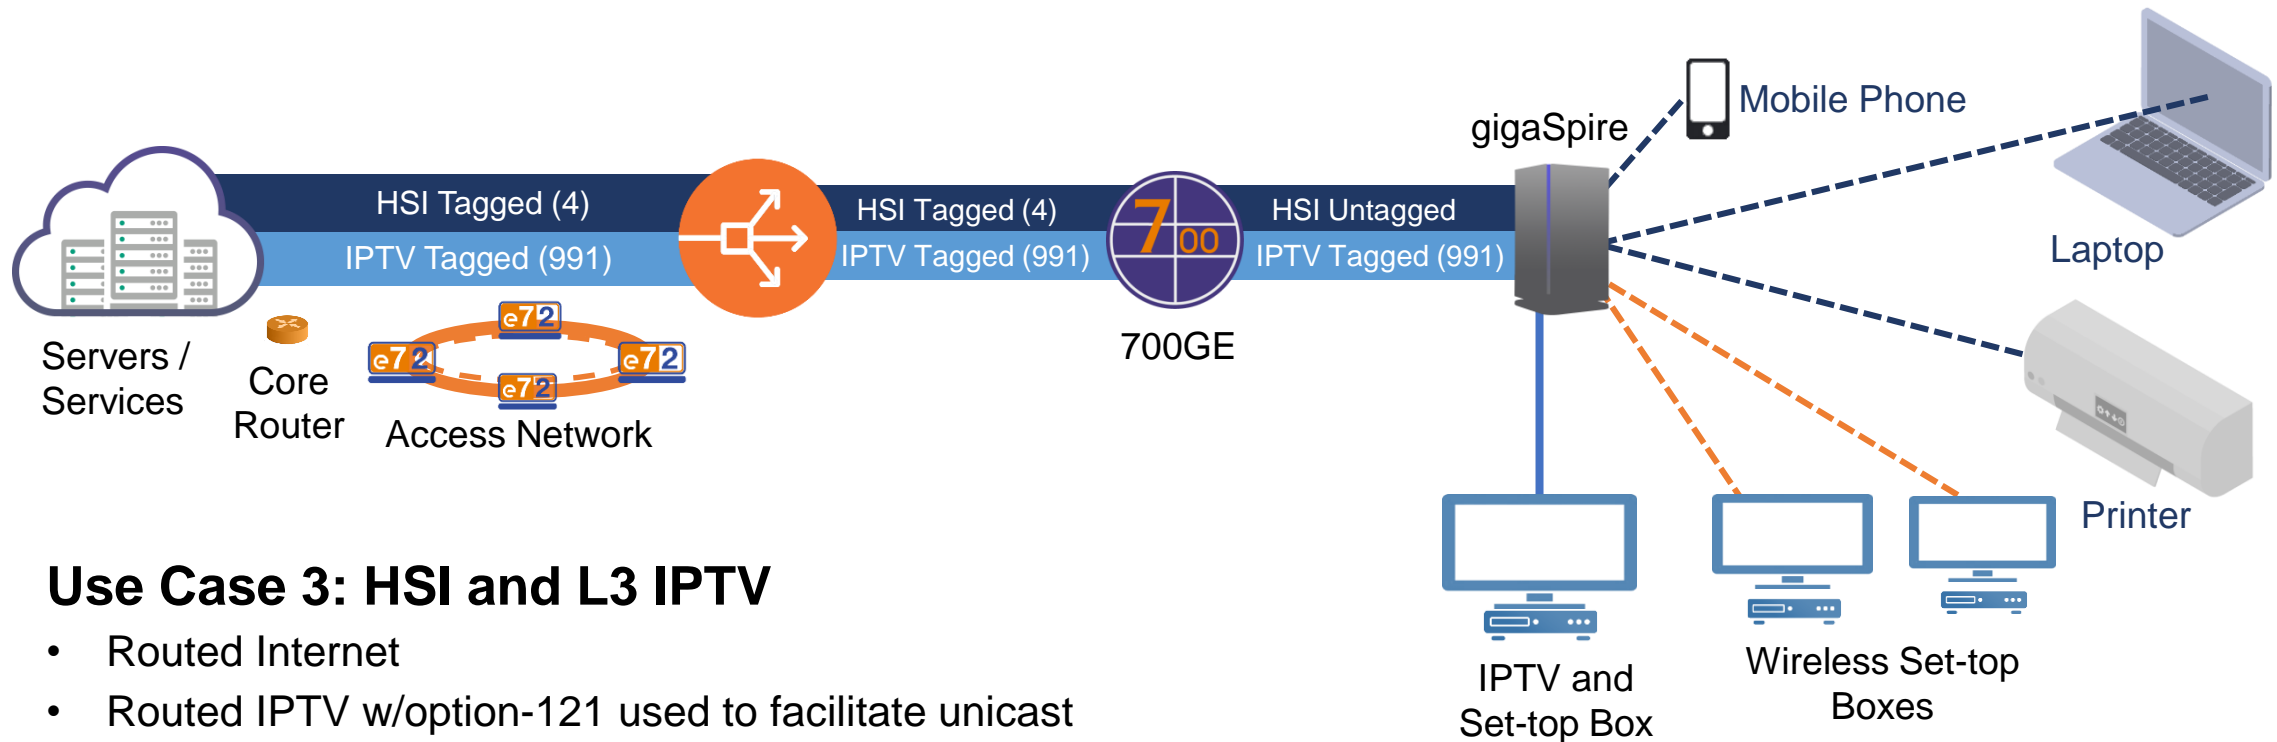 Mobile Phone
gigaSpire
HSI Tagged (4)
HSI Tagged (4)
HSI Untagged
IPTV Tagged (991)
IPTV Tagged (991)
IPTV Tagged (991)
700
Laptop
e72
e72
e72
e72
700GE
Servers /
Services
Core
Router
Access Network
Printer
Use Case 3: HSI and L3 IPTV
• Routed Internet
• Routed IPTV w/option-121 used to facilitate unicast
IPTV and
Set-top Box
Wireless Set-top
Boxes